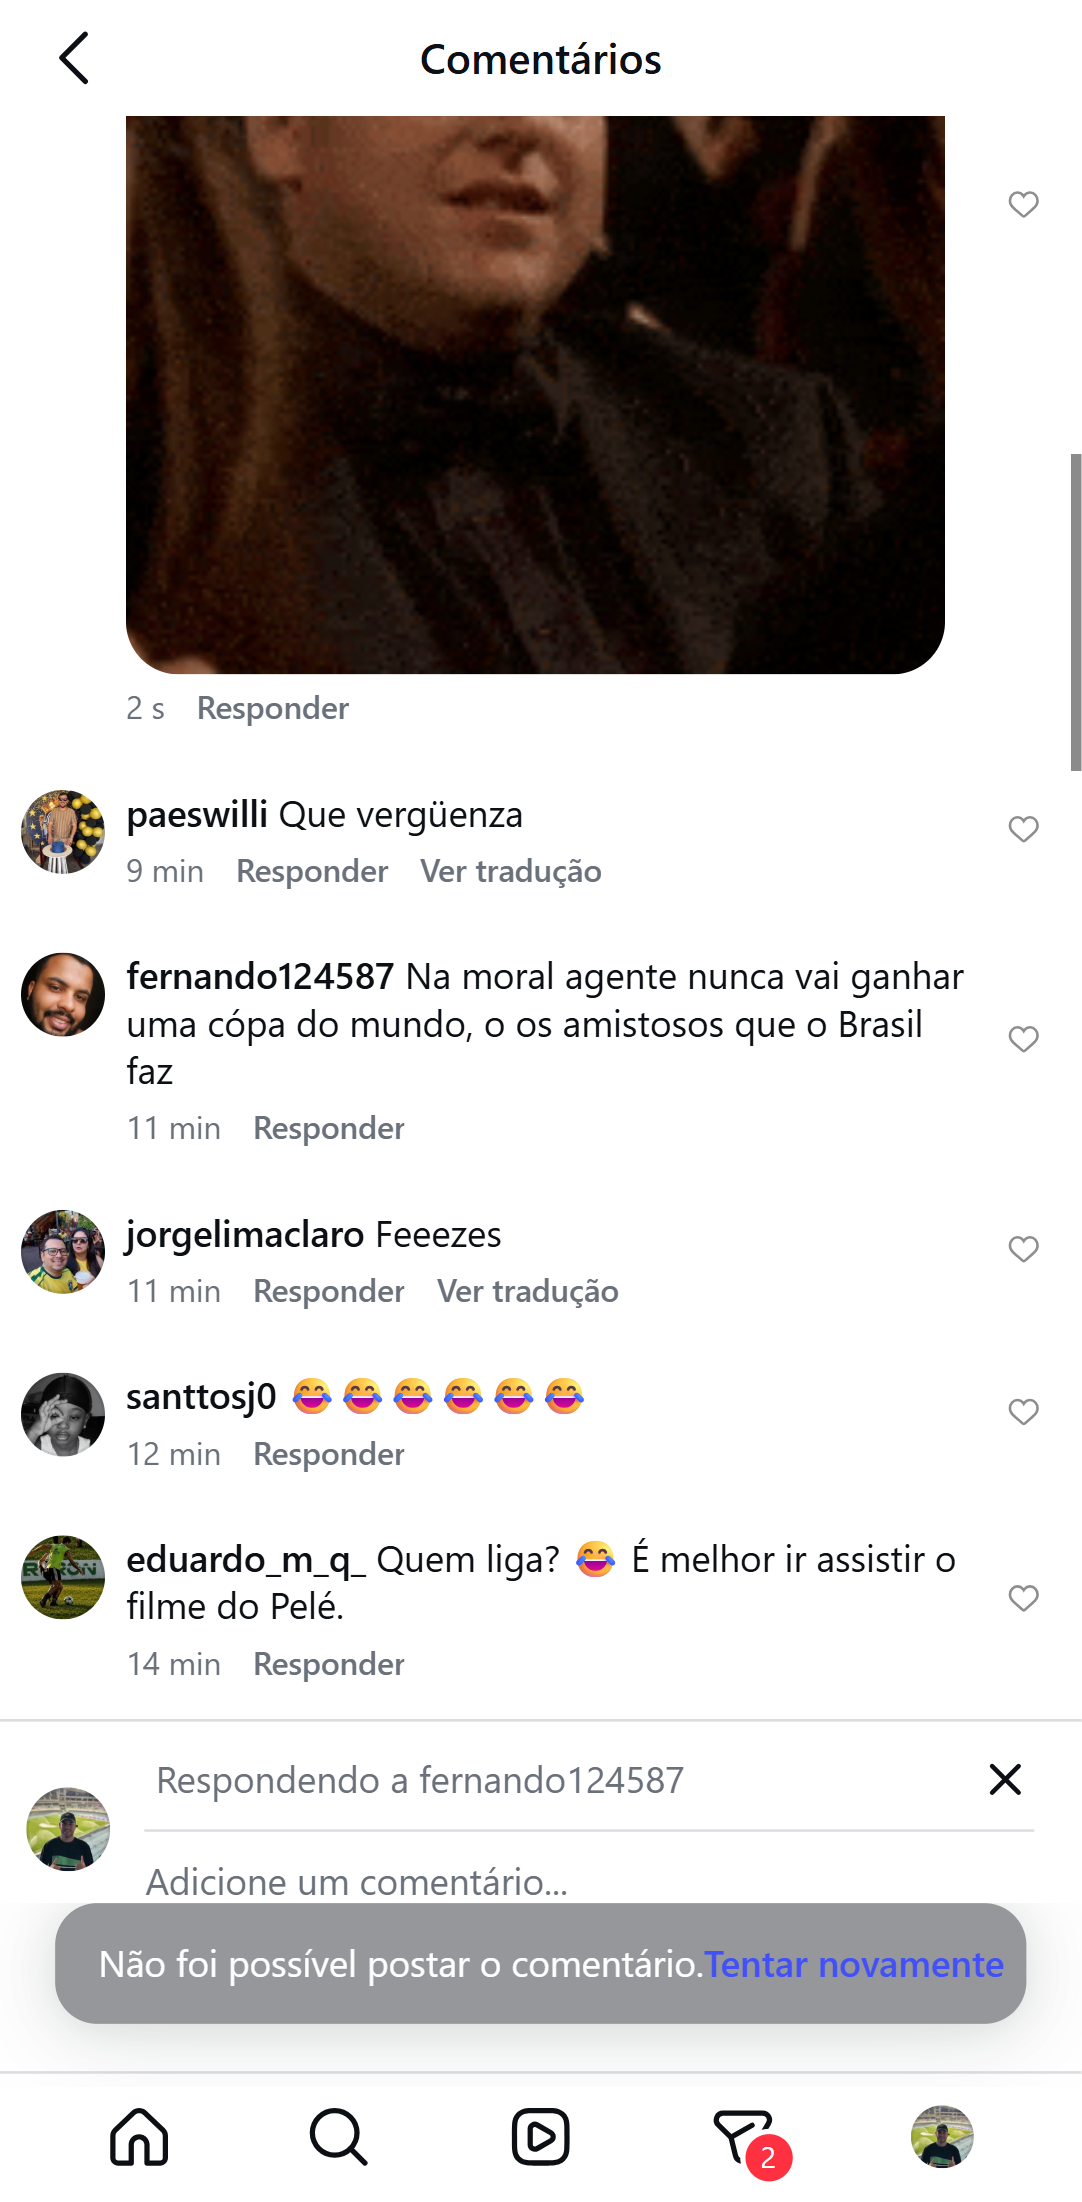 Comentários
2 s Responder
paeswilli Que vergüenza
9 min Responder Ver tradução
fernando124587 Na moral agente nunca vai ganhar
uma cópa do mundo, o os amistosos que o Brasil
faz
11 min Responder
jorgelimaclaro Feeezes
11 min Responder Ver tradução
santtosj0 😂😂😂😂😂😂
12 min Responder
eduardo_m_q_ Quem liga? 😂 É melhor ir assistir o
filme do Pelé.
14 min Responder
Respondendo a fernando124587
Adicione um comentário...
Não foi possível postar o comentário.Tentar novamente
2